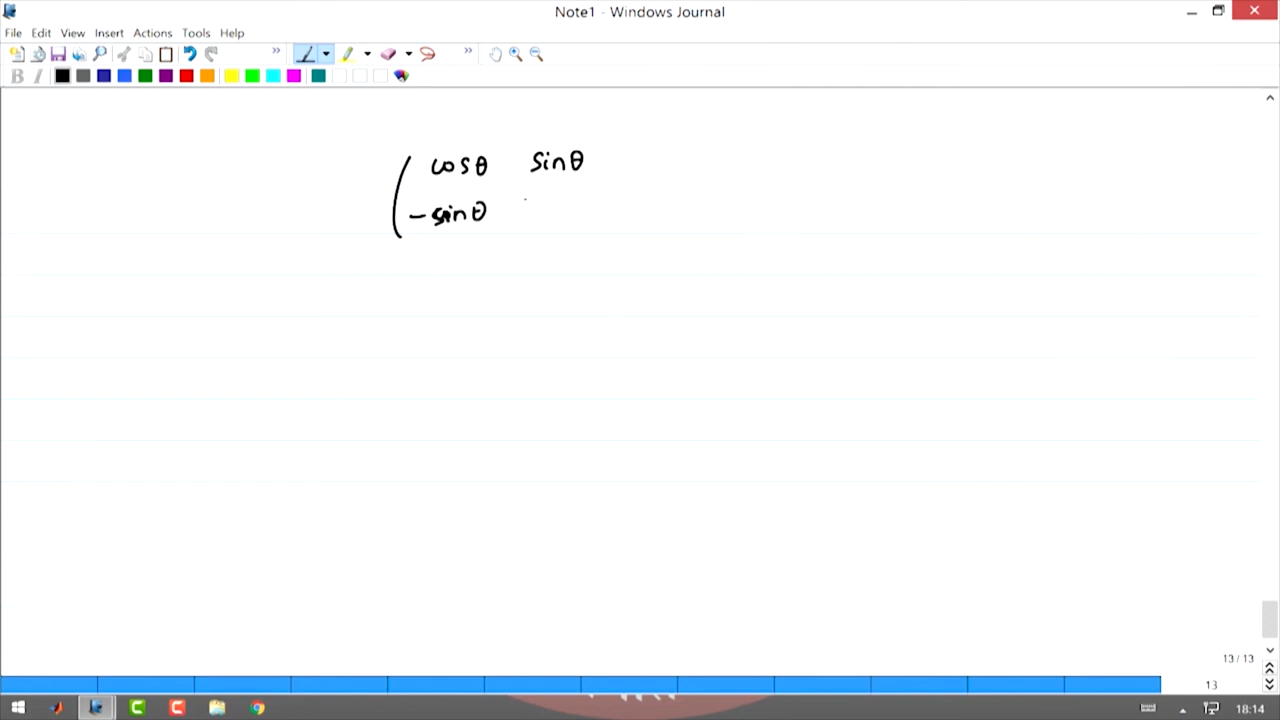 Note1 - Windows Journal
File Edit View Insert Actions Tools Help
B I
( cosθ sinθ
-sinθ
13 / 13
13
18:14